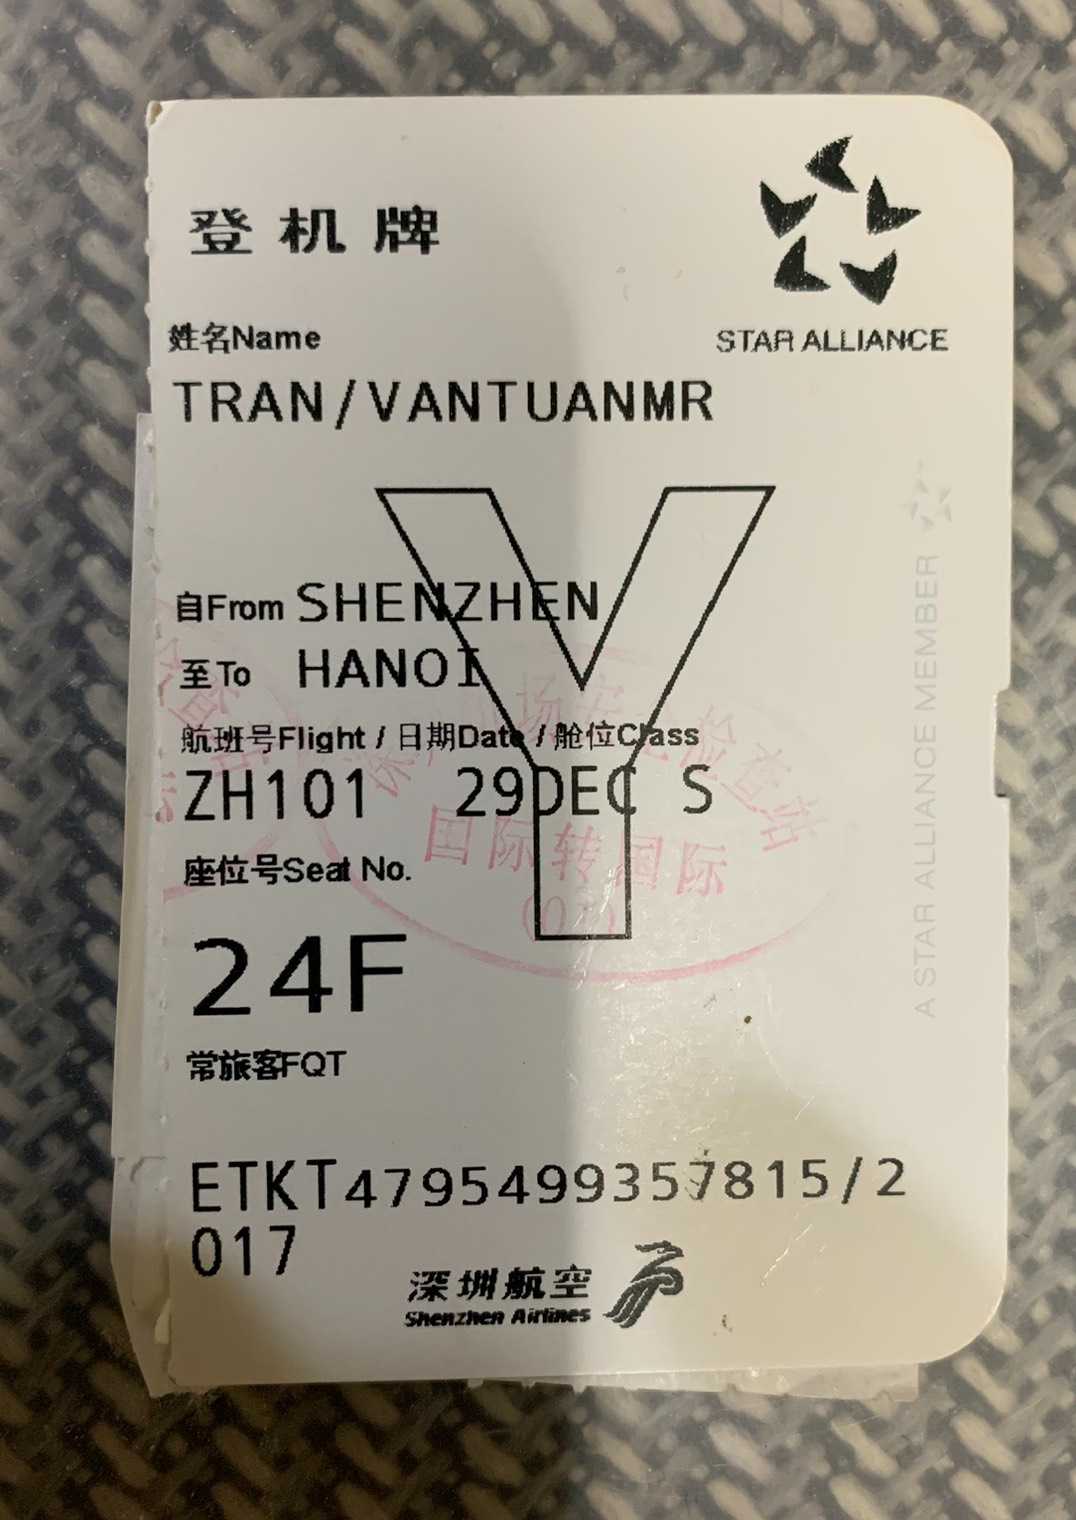 登机牌
STAR ALLIANCE
姓名Name
TRAN/VANTUANMR
Y
自From SHENZHEN
至To HANOI
航班号Flight / 日期Date / 舱位Class
ZH101 29DEC S
国际转国际
座位号Seat No.
24F
常旅客FQT
ETKT4795499357815/2
017
深圳航空
Shenzhen Airlines
A STAR ALLIANCE MEMBER